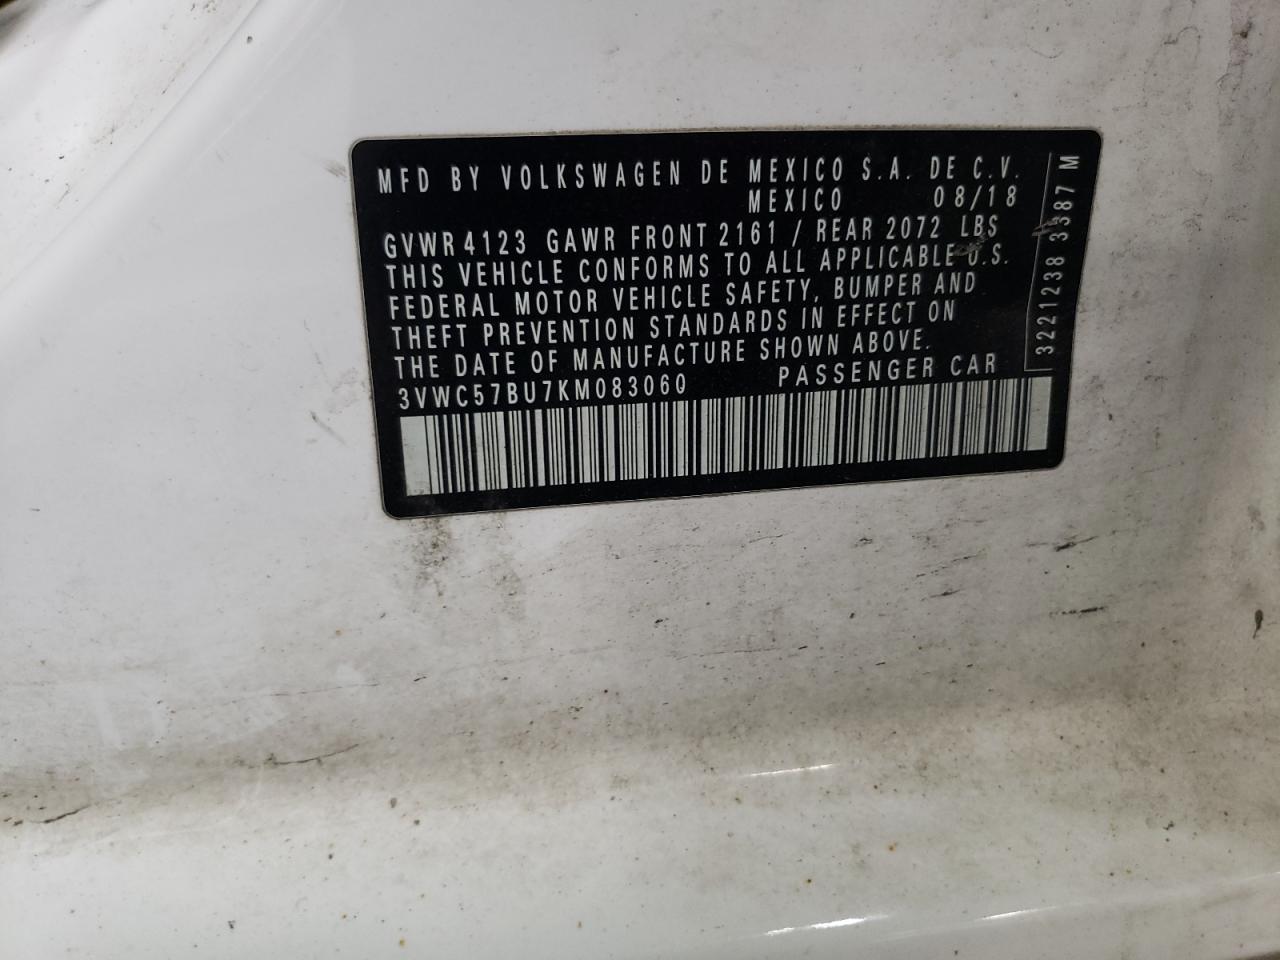 MFD BY VOLKSWAGEN DE MEXICO S.A. DE C.V.
MEXICO 08/18
GVWR 4123 GAWR FRONT 2161 / REAR 2072 LBS
THIS VEHICLE CONFORMS TO ALL APPLICABLE U.S.
FEDERAL MOTOR VEHICLE SAFETY, BUMPER AND
THEFT PREVENTION STANDARDS IN EFFECT ON
THE DATE OF MANUFACTURE SHOWN ABOVE.
3VWC57BU7KM083060 PASSENGER CAR
3221238 3387 M